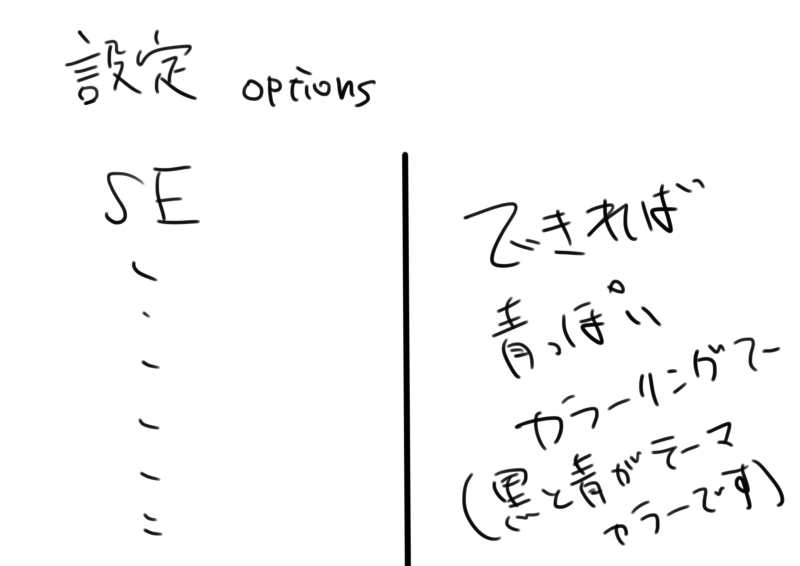 設定 options
SE
できれば
青っぽい
カラーリングでー
(黒と青がテーマ
カラーです)